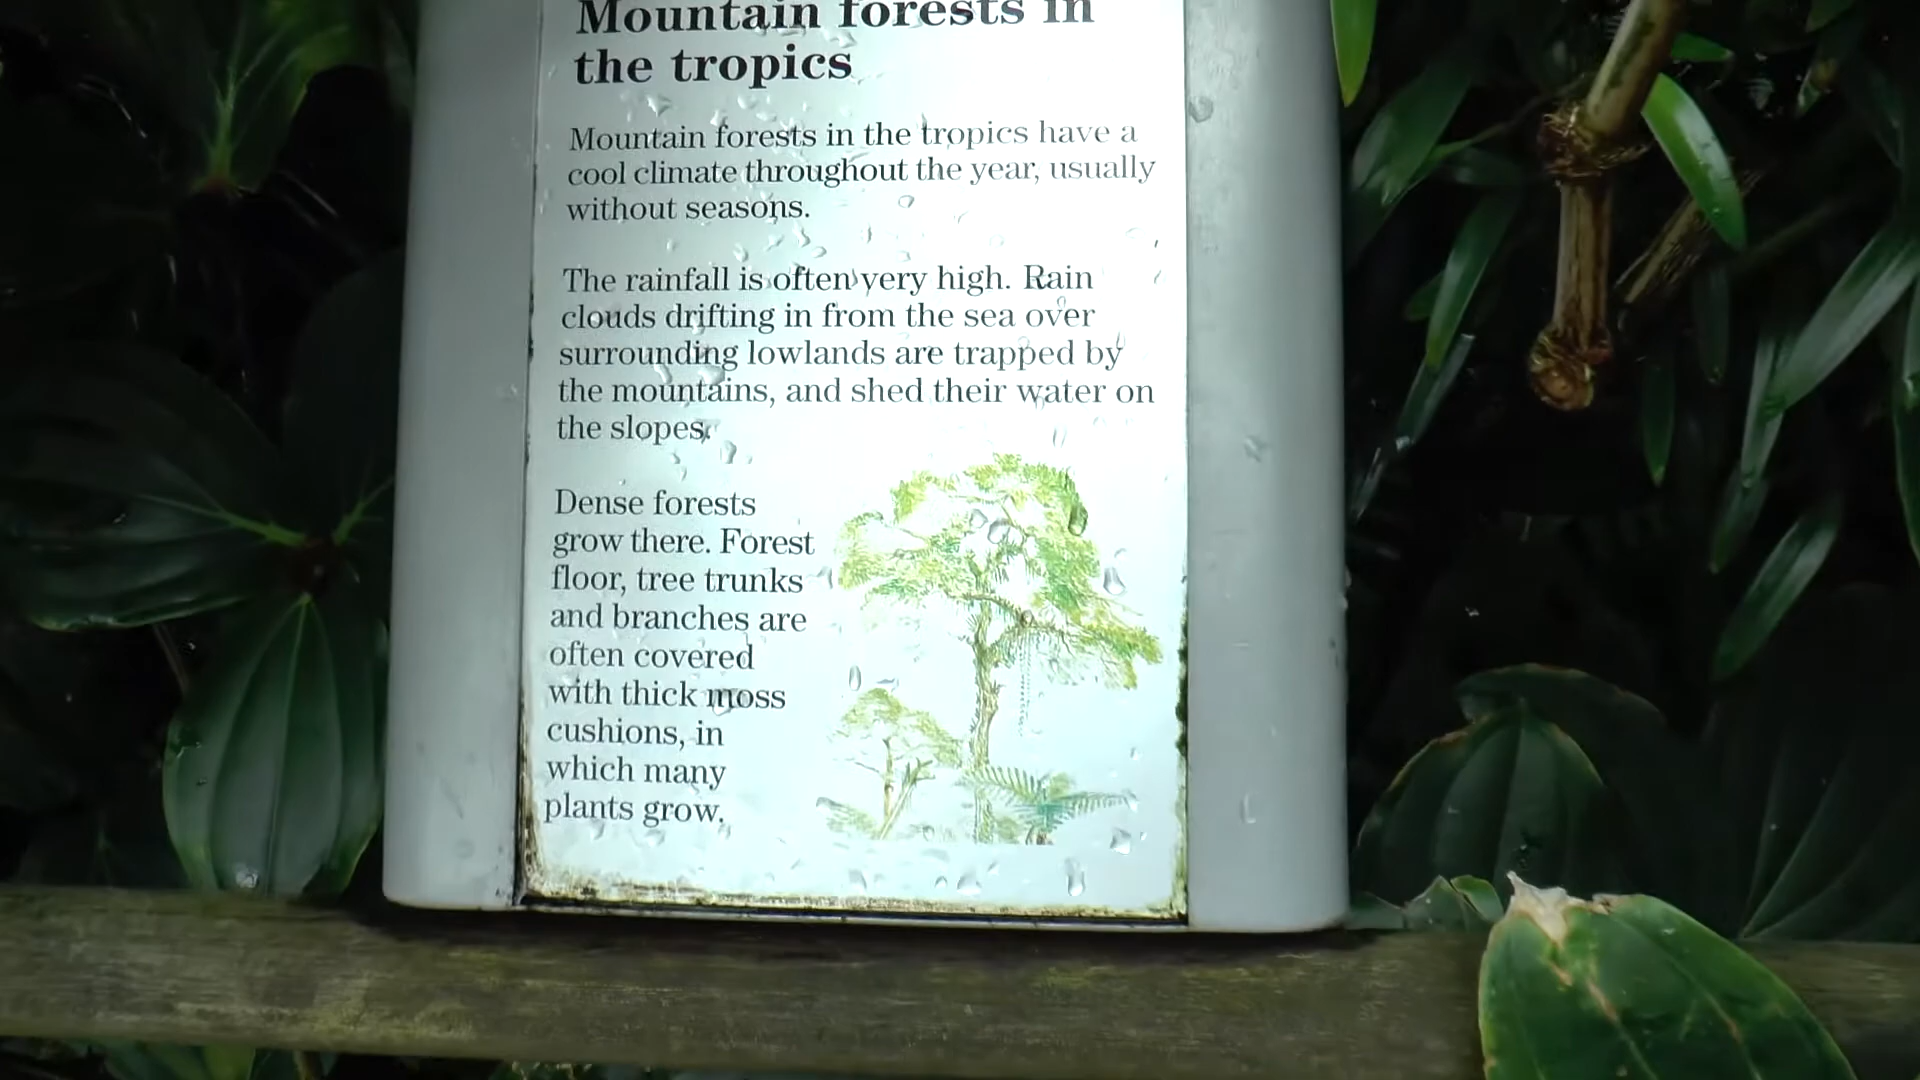 Mountain forests in
the tropics
Mountain forests in the tropics have a
cool climate throughout the year, usually
without seasons.
The rainfall is often very high. Rain
clouds drifting in from the sea over
surrounding lowlands are trapped by
the mountains, and shed their water on
the slopes.
Dense forests
grow there. Forest
floor, tree trunks
and branches are
often covered
with thick moss
cushions, in
which many
plants grow.